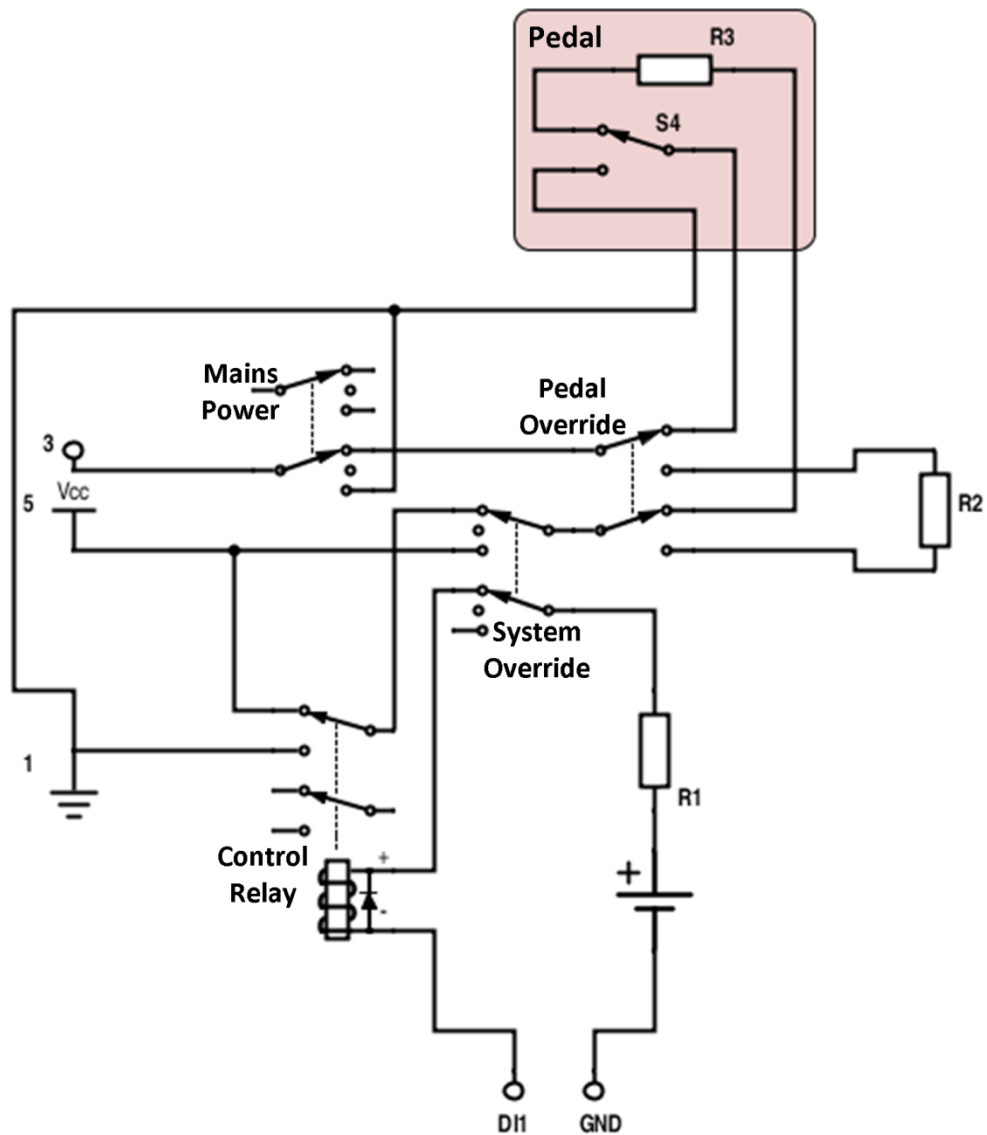 Pedal
R3
S4
Mains
Power
Pedal
Override
3
Vcc
5
R2
System
Override
1
R1
Control
Relay
+
-
+
DI1
GND